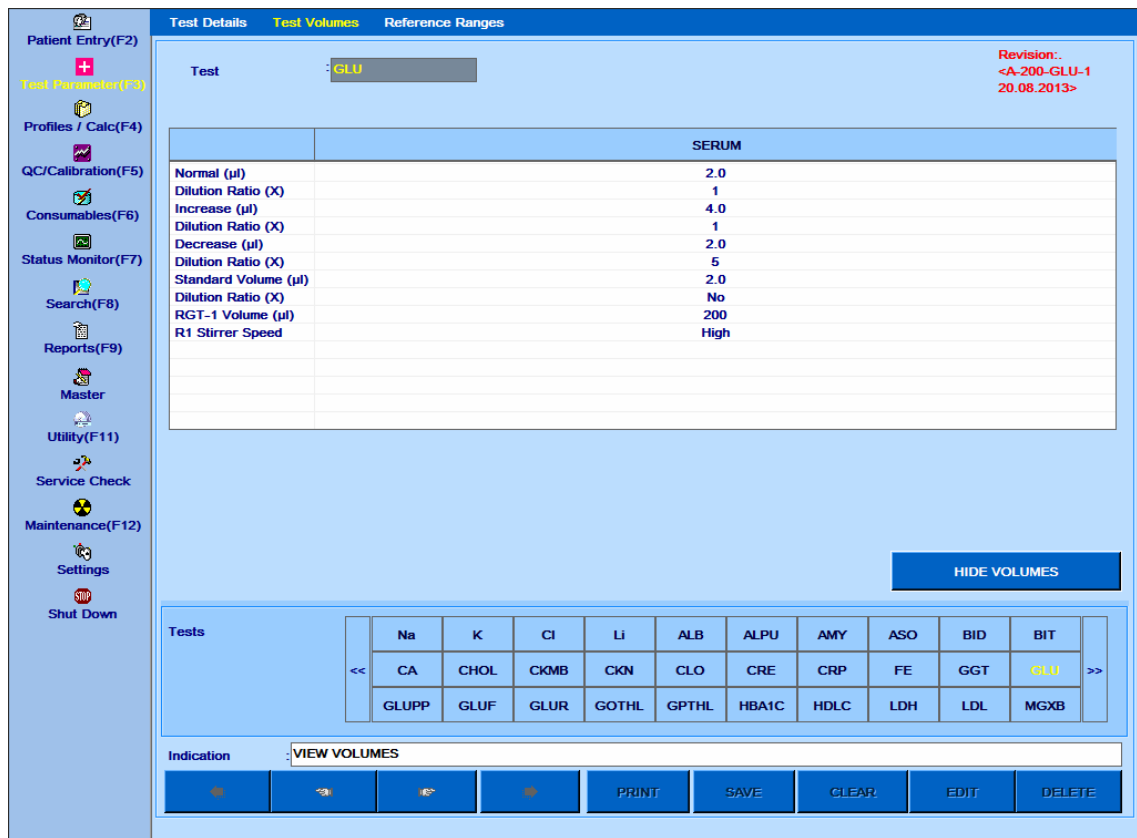 Test Details Test Volumes Reference Ranges
Patient Entry(F2)
Test Parameter(F3)
Profiles / Calc(F4)
QC/Calibration(F5)
Consumables(F6)
Status Monitor(F7)
Search(F8)
Reports(F9)
Master
Utility(F11)
Service Check
Maintenance(F12)
Settings
STOP
Shut Down
Test :GLU
Revision:.
<A-200-GLU-1
20.08.2013>
SERUM
Normal (µl) 2.0
Dilution Ratio (X) 1
Increase (µl) 4.0
Dilution Ratio (X) 1
Decrease (µl) 2.0
Dilution Ratio (X) 5
Standard Volume (µl) 2.0
Dilution Ratio (X) No
RGT-1 Volume (µl) 200
R1 Stirrer Speed High
HIDE VOLUMES
Tests
Na K Cl Li ALB ALPU AMY ASO BID BIT
<< CA CHOL CKMB CKN CLO CRE CRP FE GGT GLU >>
GLUPP GLUF GLUR GOTHL GPTHL HBA1C HDLC LDH LDL MGXB
Indication :VIEW VOLUMES
PRINT SAVE CLEAR EDIT DELETE